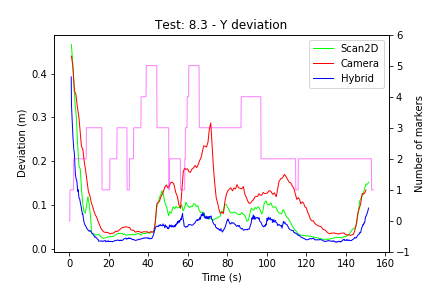 Test: 8.3 - Y deviation
Scan2D
Camera
Hybrid
Deviation (m)
0.4
0.3
0.2
0.1
0.0
6
5
4
3
2
1
0
−1
Number of markers
0 20 40 60 80 100 120 140 160
Time (s)